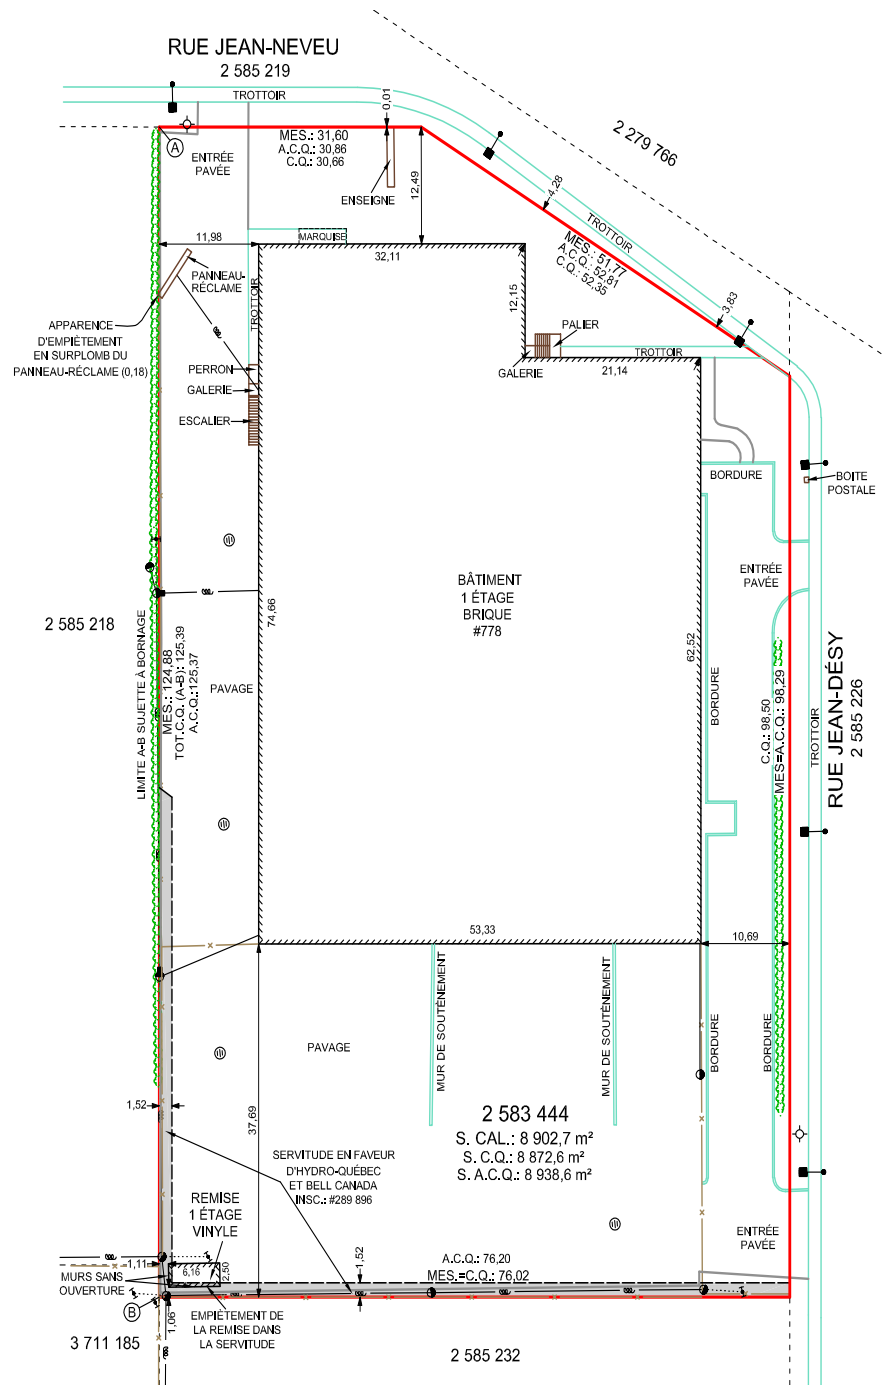 RUE JEAN-NEVEU
2 585 219
TROTTOIR
0,01
2 279 766
MES.: 31,60
A.C.Q.: 30,86
C.Q.: 30,66
A
ENTRÉE
PAVÉE
ENSEIGNE
12,49
4,28
TROTTOIR
MES.: 51,77
A.C.Q.: 52,81
C.Q.: 52,35
3,83
11,98
MARQUISE
32,11
12,15
PANNEAU-
RÉCLAME
TROTTOIR
APPARENCE
D'EMPIÈTEMENT
EN SURPLOMB DU
PANNEAU-RÉCLAME (0,18)
PALIER
TROTTOIR
GALERIE
21,14
PERRON
GALERIE
ESCALIER
BORDURE
BOITE
POSTALE
ENTRÉE
PAVÉE
BÂTIMENT
1 ÉTAGE
BRIQUE
#778
74,66
62,52
2 585 218
LIMITE A-B SUJETTE À BORNAGE
MES.: 124,88
TOT.C.Q. (A-B): 125,39
A.C.Q.:125,37
PAVAGE
BORDURE
C.Q.: 98,50
MES=A.C.Q.: 98,29
TROTTOIR
RUE JEAN-DÉSY
2 585 226
53,33
10,69
MUR DE SOUTÈNEMENT
MUR DE SOUTÈNEMENT
BORDURE
BORDURE
PAVAGE
37,69
1,52
2 583 444
S. CAL.: 8 902,7 m²
S. C.Q.: 8 872,6 m²
S. A.C.Q.: 8 938,6 m²
SERVITUDE EN FAVEUR
D'HYDRO-QUÉBEC
ET BELL CANADA
INSC.: #289 896
REMISE
1 ÉTAGE
VINYLE
ENTRÉE
PAVÉE
1,11
6,16
2,50
1,52
A.C.Q.: 76,20
MES.=C.Q.: 76,02
MURS SANS
OUVERTURE
B
1,06
EMPIÈTEMENT DE
LA REMISE DANS
LA SERVITUDE
3 711 185
2 585 232